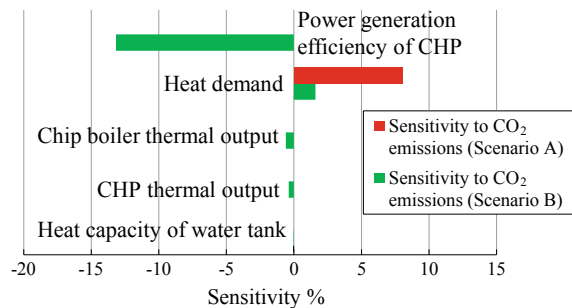 Power generation
efficiency of CHP
Heat demand
Chip boiler thermal output
CHP thermal output
Heat capacity of water tank
Sensitivity to CO₂
emissions (Scenario A)
Sensitivity to CO₂
emissions (Scenario B)
-20 -15 -10 -5 0 5 10 15
Sensitivity %